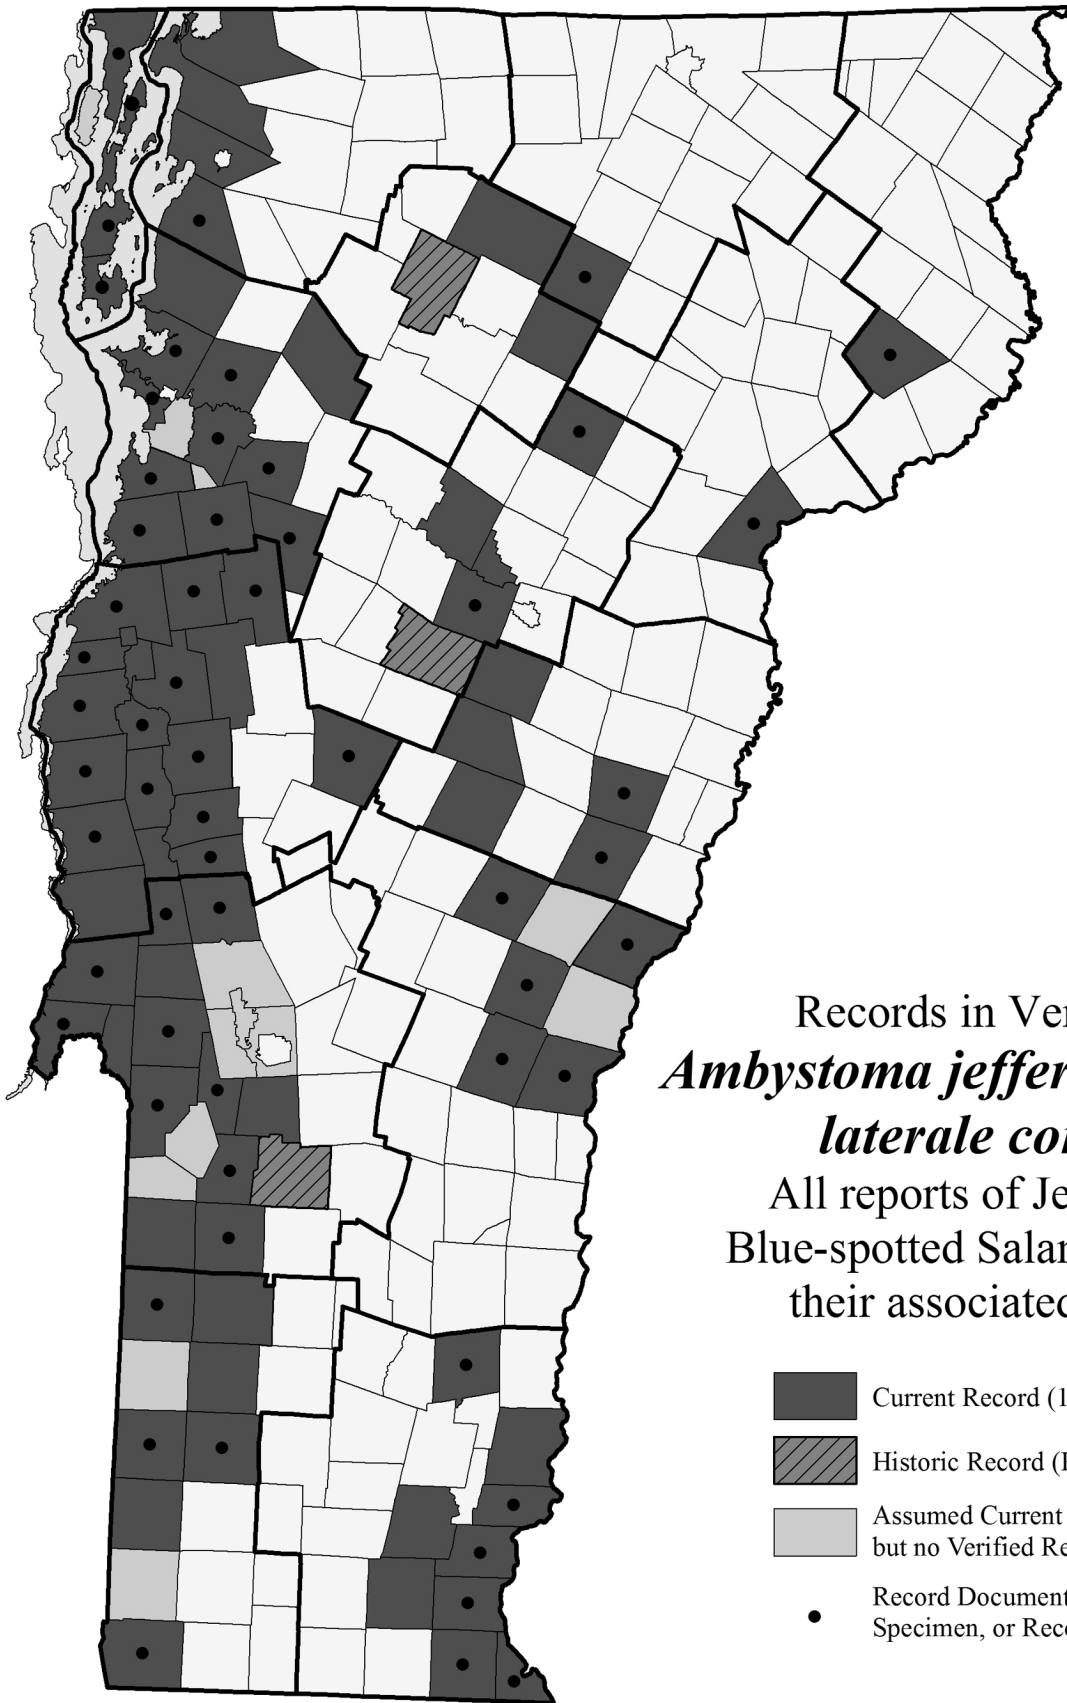 Records in Ver
Ambystoma jeffer
laterale co
All reports of Je
Blue-spotted Sala
their associated
Current Record (1
Historic Record (
Assumed Current
but no Verified Re
Record Document
Specimen, or Reco